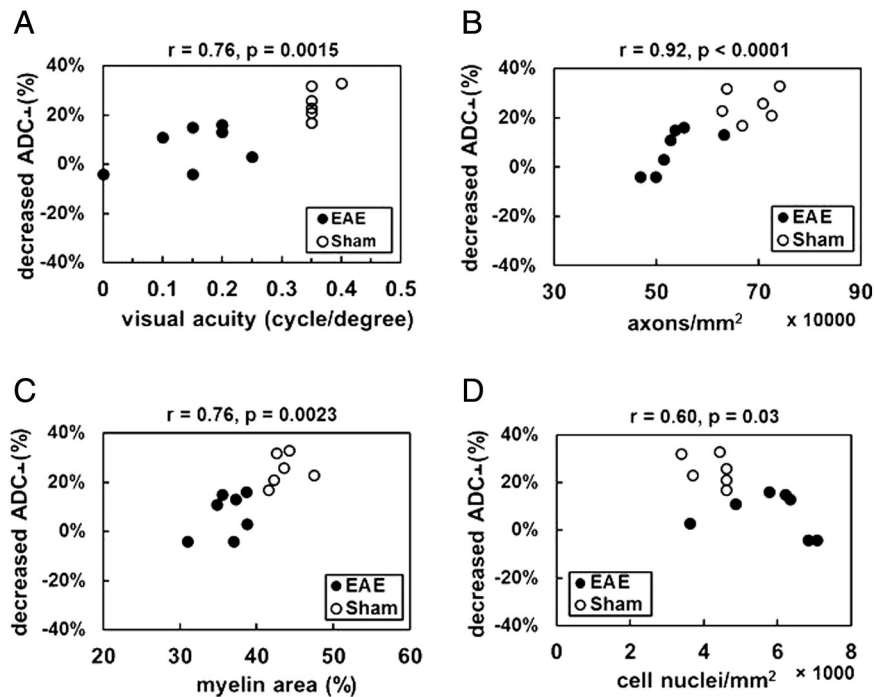 A
r = 0.76, p = 0.0015
decreased ADC⊥(%)
40%
20%
0%
-20%
-40%
EAE
Sham
0 0.1 0.2 0.3 0.4 0.5
visual acuity (cycle/degree)
B
r = 0.92, p < 0.0001
decreased ADC⊥(%)
40%
20%
0%
-20%
-40%
EAE
Sham
30 50 70 90
axons/mm² x 10000
C
r = 0.76, p = 0.0023
decreased ADC⊥(%)
40%
20%
0%
-20%
-40%
EAE
Sham
20 30 40 50 60
myelin area (%)
D
r = 0.60, p = 0.03
decreased ADC⊥(%)
40%
20%
0%
-20%
-40%
EAE
Sham
0 2 4 6 8
cell nuclei/mm² × 1000